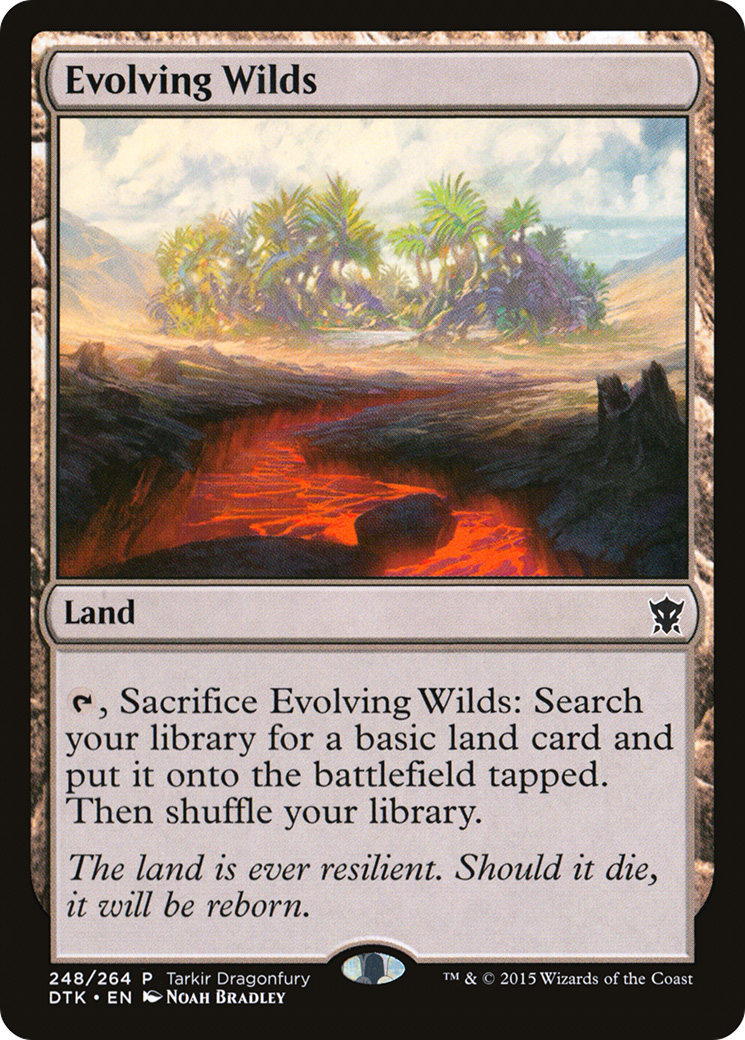 Evolving Wilds
Land
, Sacrifice Evolving Wilds: Search
your library for a basic land card and
put it onto the battlefield tapped.
Then shuffle your library.
The land is ever resilient. Should it die,
it will be reborn.
248/264 P Tarkir Dragonfury
DTK • EN NOAH BRADLEY
™ & © 2015 Wizards of the Coast